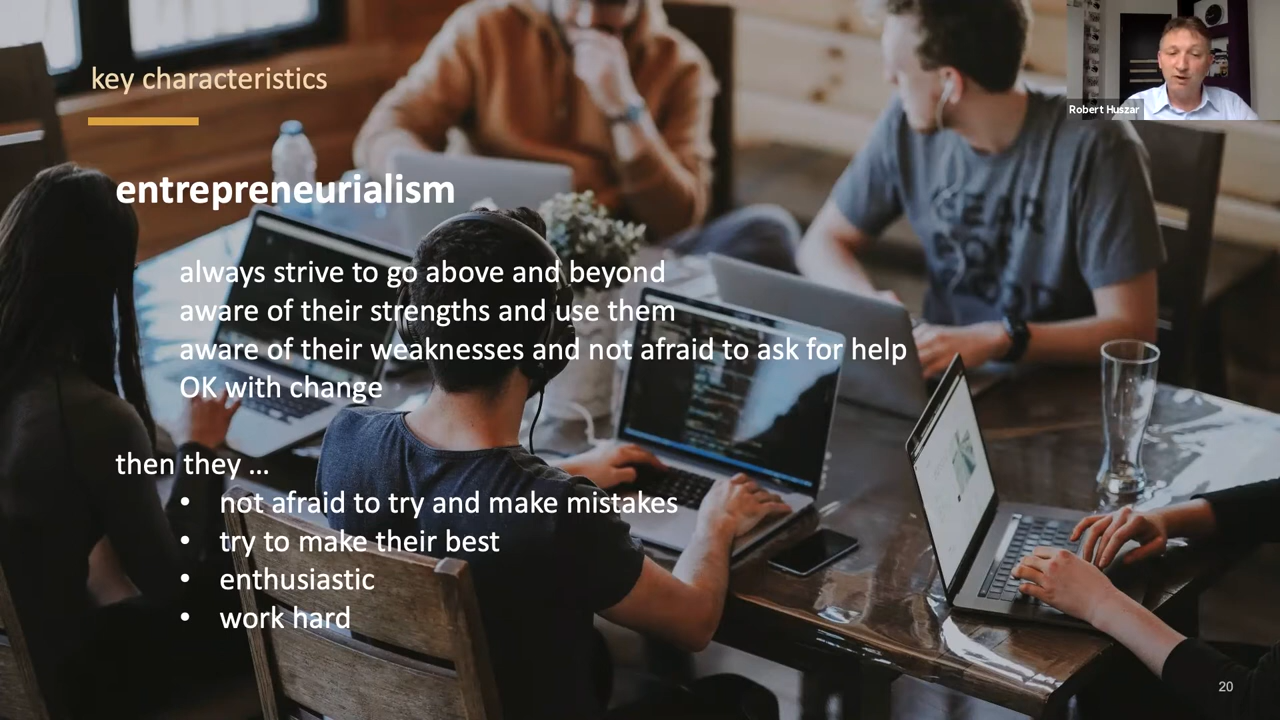 key characteristics
Robert Huszar
entrepreneurialism
always strive to go above and beyond
aware of their strengths and use them
aware of their weaknesses and not afraid to ask for help
OK with change
then they ...
• not afraid to try and make mistakes
• try to make their best
• enthusiastic
• work hard
20